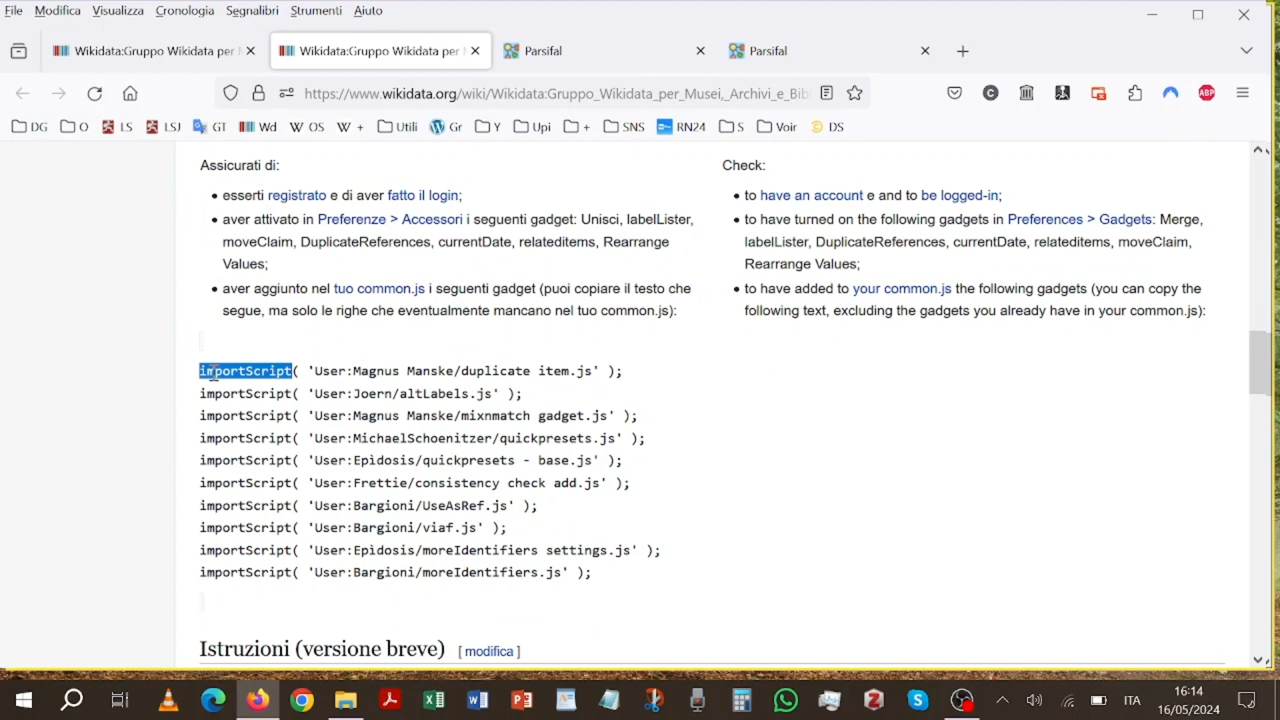 File Modifica Visualizza Cronologia Segnalibri Strumenti Aiuto
Wikidata:Gruppo Wikidata per
Wikidata:Gruppo Wikidata per
Parsifal
Parsifal
https://www.wikidata.org/wiki/Wikidata:Gruppo_Wikidata_per_Musei,_Archivi_e_Bib
DG O LS LSJ GT Wd OS + Utili Gr Y Upi + SNS RN24 S Voir DS
Assicurati di:
esserti registrato e di aver fatto il login;
aver attivato in Preferenze > Accessori i seguenti gadget: Unisci, labelLister,
moveClaim, DuplicateReferences, currentDate, relateditems, Rearrange
Values;
aver aggiunto nel tuo common.js i seguenti gadget (puoi copiare il testo che
segue, ma solo le righe che eventualmente mancano nel tuo common.js):
Check:
to have an account e and to be logged-in;
to have turned on the following gadgets in Preferences > Gadgets: Merge,
labelLister, DuplicateReferences, currentDate, relateditems, moveClaim,
Rearrange Values;
to have added to your common.js the following gadgets (you can copy the
following text, excluding the gadgets you already have in your common.js):
importScript( 'User:Magnus Manske/duplicate item.js' );
importScript( 'User:Joern/altLabels.js' );
importScript( 'User:Magnus Manske/mixnmatch gadget.js' );
importScript( 'User:MichaelSchoenitzer/quickpresets.js' );
importScript( 'User:Epìdosis/quickpresets - base.js' );
importScript( 'User:Frettie/consistency check add.js' );
importScript( 'User:Bargioni/UseAsRef.js' );
importScript( 'User:Bargioni/viaf.js' );
importScript( 'User:Epìdosis/moreIdentifiers settings.js' );
importScript( 'User:Bargioni/moreIdentifiers.js' );
Istruzioni (versione breve) [ modifica ]
ITA
16:14
16/05/2024